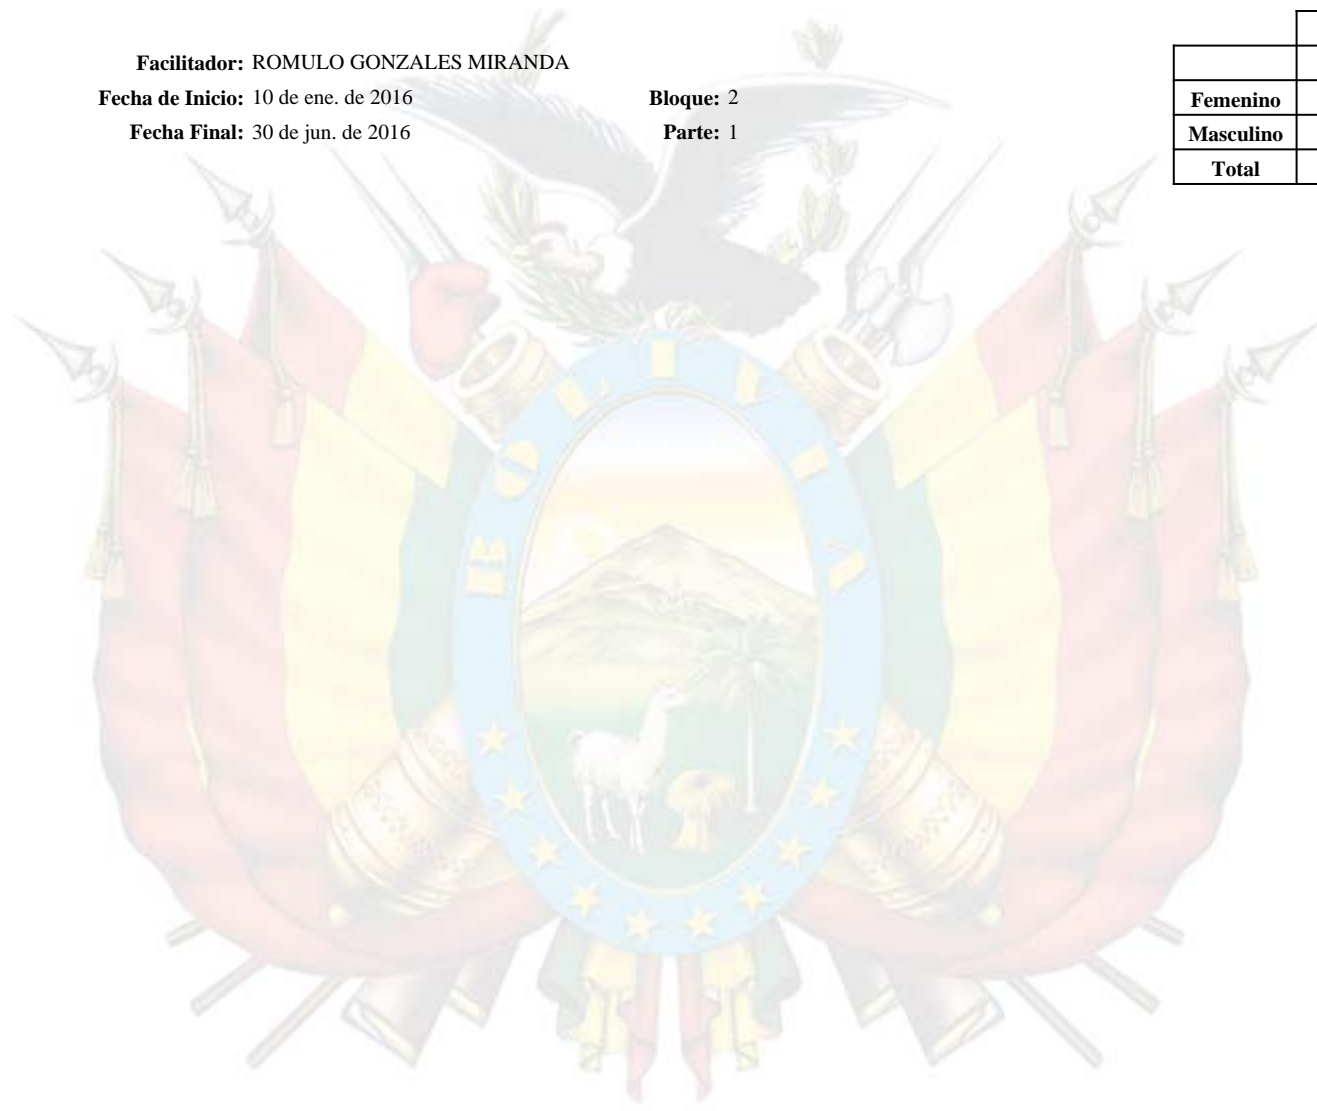 Facilitador: ROMULO GONZALES MIRANDA
Fecha de Inicio: 10 de ene. de 2016 Bloque: 2
Fecha Final: 30 de jun. de 2016 Parte: 1
Femenino
Masculino
Total
BOLIVIA